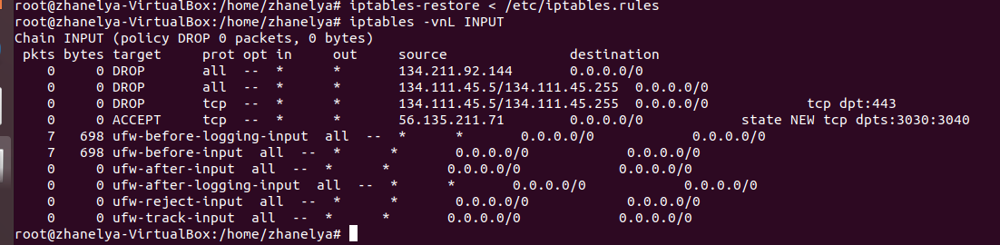 root@zhanelya-VirtualBox:/home/zhanelya# iptables-restore < /etc/iptables.rules
root@zhanelya-VirtualBox:/home/zhanelya# iptables -vnL INPUT
Chain INPUT (policy DROP 0 packets, 0 bytes)
pkts bytes target prot opt in out source destination
0 0 DROP all -- * * 134.211.92.144 0.0.0.0/0
0 0 DROP all -- * * 134.111.45.5/134.111.45.255 0.0.0.0/0
0 0 DROP tcp -- * * 134.111.45.5/134.111.45.255 0.0.0.0/0 tcp dpt:443
0 0 ACCEPT tcp -- * * 56.135.211.71 0.0.0.0/0 state NEW tcp dpts:3030:3040
7 698 ufw-before-logging-input all -- * * 0.0.0.0/0 0.0.0.0/0
7 698 ufw-before-input all -- * * 0.0.0.0/0 0.0.0.0/0
0 0 ufw-after-input all -- * * 0.0.0.0/0 0.0.0.0/0
0 0 ufw-after-logging-input all -- * * 0.0.0.0/0 0.0.0.0/0
0 0 ufw-reject-input all -- * * 0.0.0.0/0 0.0.0.0/0
0 0 ufw-track-input all -- * * 0.0.0.0/0 0.0.0.0/0
root@zhanelya-VirtualBox:/home/zhanelya#